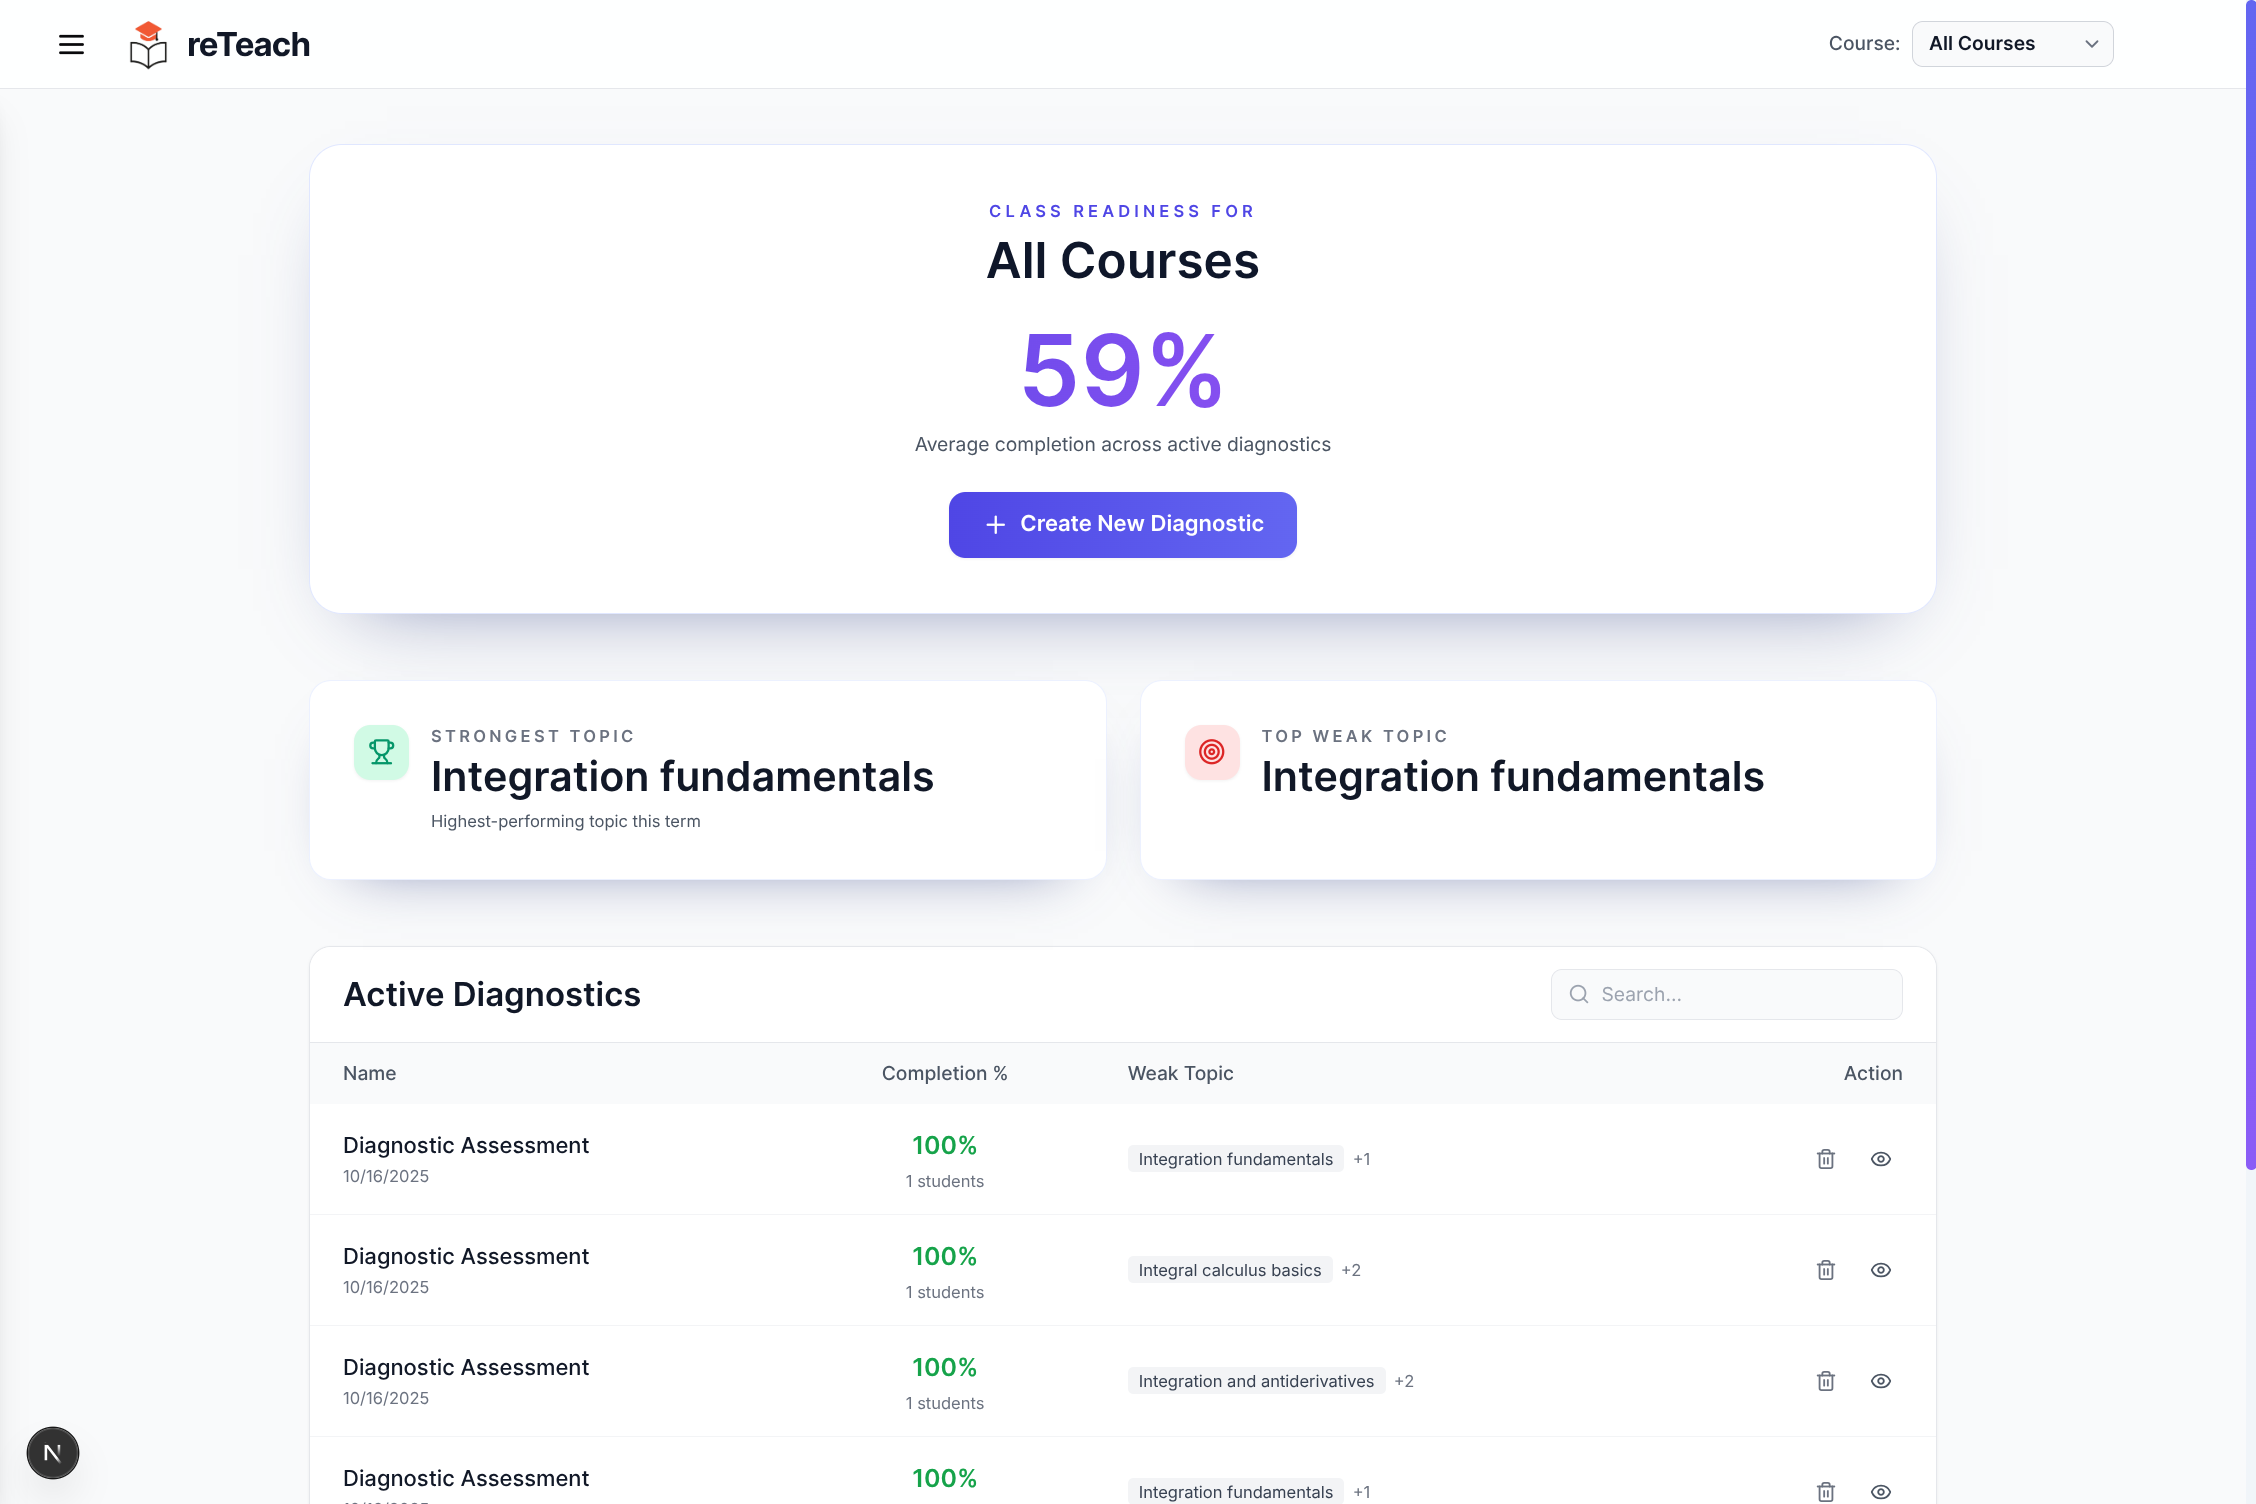 reTeach
Course: All Courses
CLASS READINESS FOR
All Courses
59%
Average completion across active diagnostics
Create New Diagnostic
STRONGEST TOPIC
Integration fundamentals
Highest-performing topic this term
TOP WEAK TOPIC
Integration fundamentals
Active Diagnostics
Search...
Name Completion % Weak Topic Action
Diagnostic Assessment
10/16/2025
100%
1 students
Integration fundamentals +1
Diagnostic Assessment
10/16/2025
100%
1 students
Integral calculus basics +2
Diagnostic Assessment
10/16/2025
100%
1 students
Integration and antiderivatives +2
Diagnostic Assessment
100%
Integration fundamentals +1
N